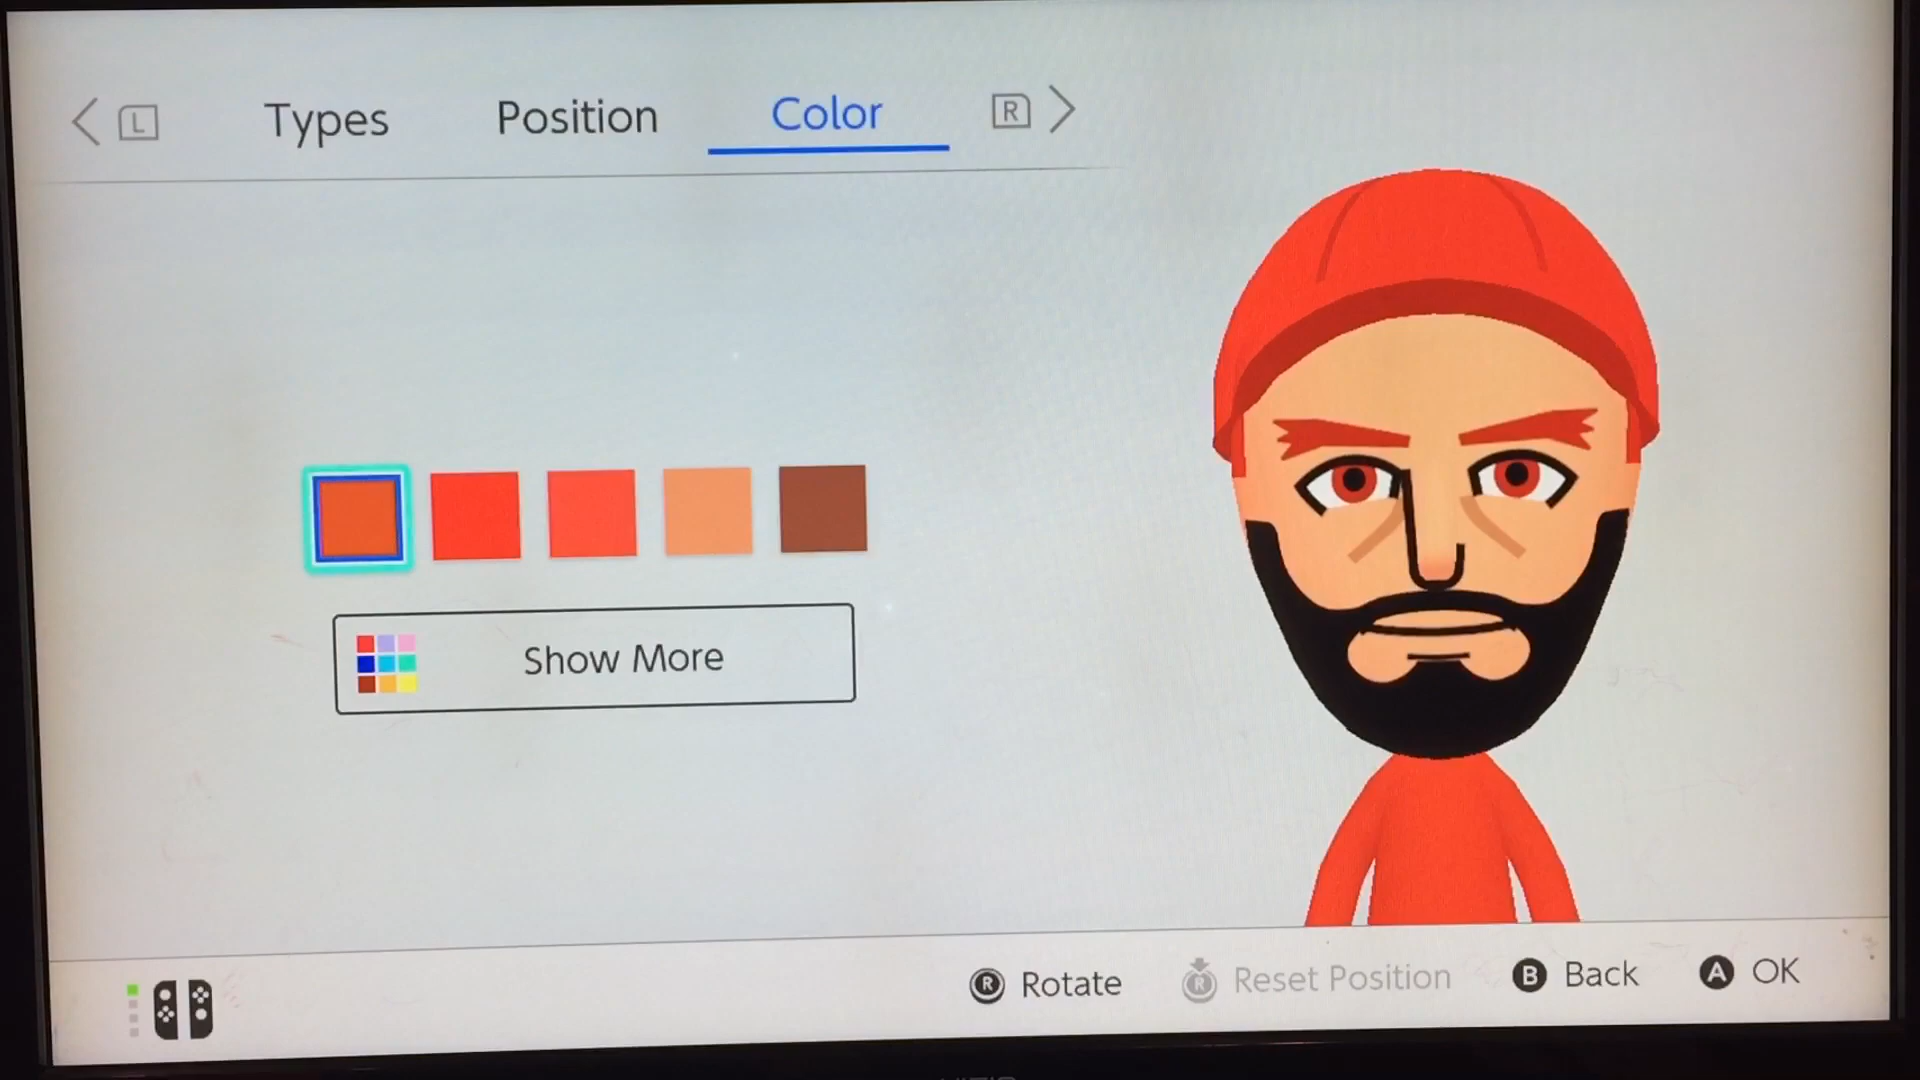 L Types Position Color R
Show More
R Rotate R Reset Position B Back A OK